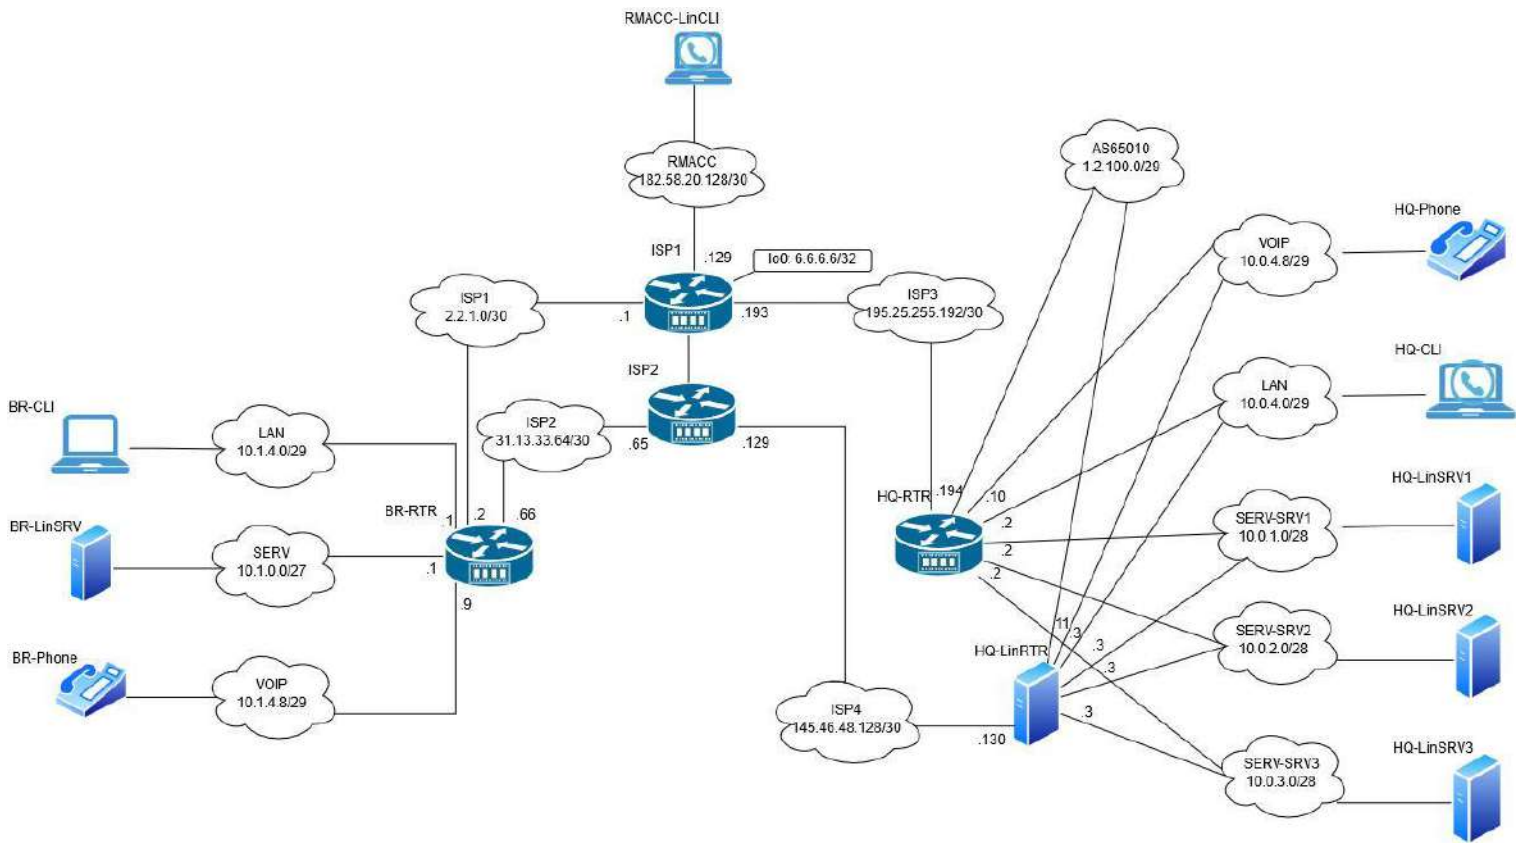 RMACC-LinCLI
RMACC
182.58.20.128/30
AS65010
1.2.100.0/29
HQ-Phone
VOIP
10.0.4.8/29
ISP1
.129
lo0: 6.6.6.6/32
ISP1
2.2.1.0/30
.1
.193
ISP3
195.25.255.192/30
ISP2
HQ-CLI
LAN
10.0.4.0/29
BR-CLI
LAN
10.1.4.0/29
ISP2
31.13.33.64/30
.65
.129
HQ-RTR
.194
.10
.2
HQ-LinSRV1
SERV-SRV1
10.0.1.0/28
.2
.2
BR-RTR
.1
.2
.66
BR-LinSRV
SERV
10.1.0.0/27
.1
.9
HQ-LinSRV2
SERV-SRV2
10.0.2.0/28
HQ-LinRTR
11
.3
.3
.3
.3
BR-Phone
VOIP
10.1.4.8/29
ISP4
145.46.48.128/30
.130
HQ-LinSRV3
SERV-SRV3
10.0.3.0/28